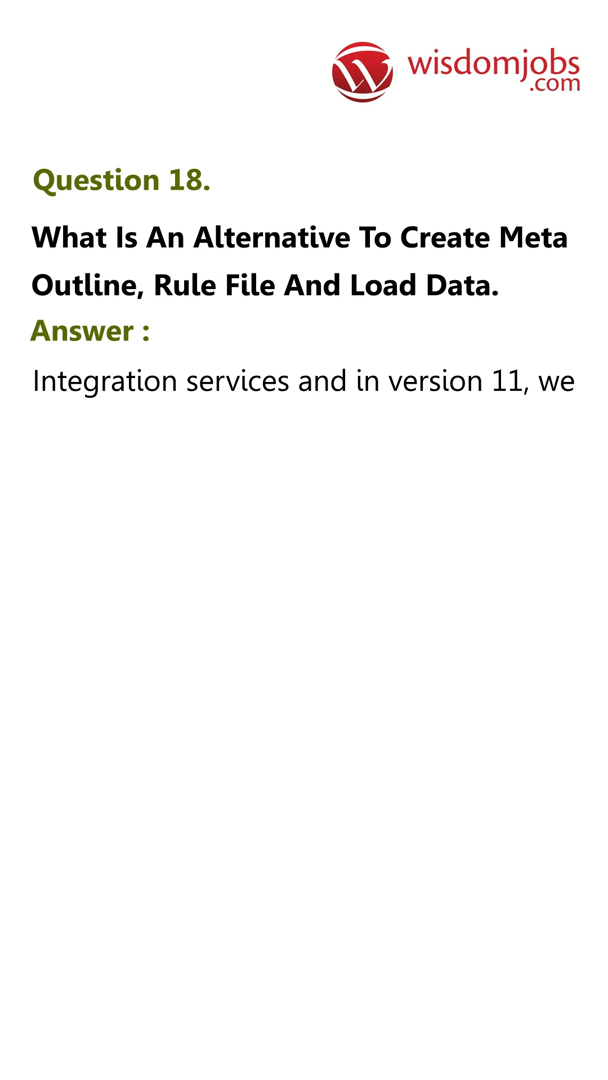 wisdomjobs
.com
Question 18.
What Is An Alternative To Create Meta
Outline, Rule File And Load Data.
Answer :
Integration services and in version 11, we